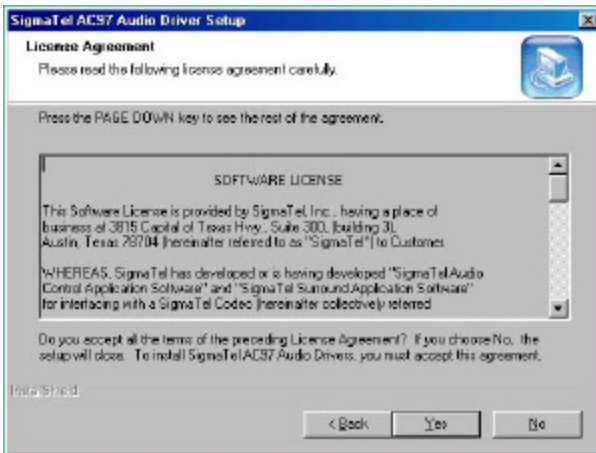 SigmaTel AC97 Audio Driver Setup
License Agreement
Please read the following license agreement carefully.
Press the PAGE DOWN key to see the rest of the agreement.
SOFTWARE LICENSE
This Software License is provided by SigmaTel, Inc., having a place of
business at 3815 Capital of Texas Hwy., Suite 300, (building 3),
Austin, Texas 78704 (hereinafter referred to as "SigmaTel") to Customer.
WHEREAS, SigmaTel has developed or is having developed "SigmaTel Audio
Control Application Software" and "SigmaTel Surround Application Software"
for interfacing with a SigmaTel Codec (hereinafter collectively referred
Do you accept all the terms of the preceding License Agreement? If you choose No, the
setup will close. To install SigmaTel AC97 Audio Drivers, you must accept this agreement.
InstallShield
< Back
Yes
No